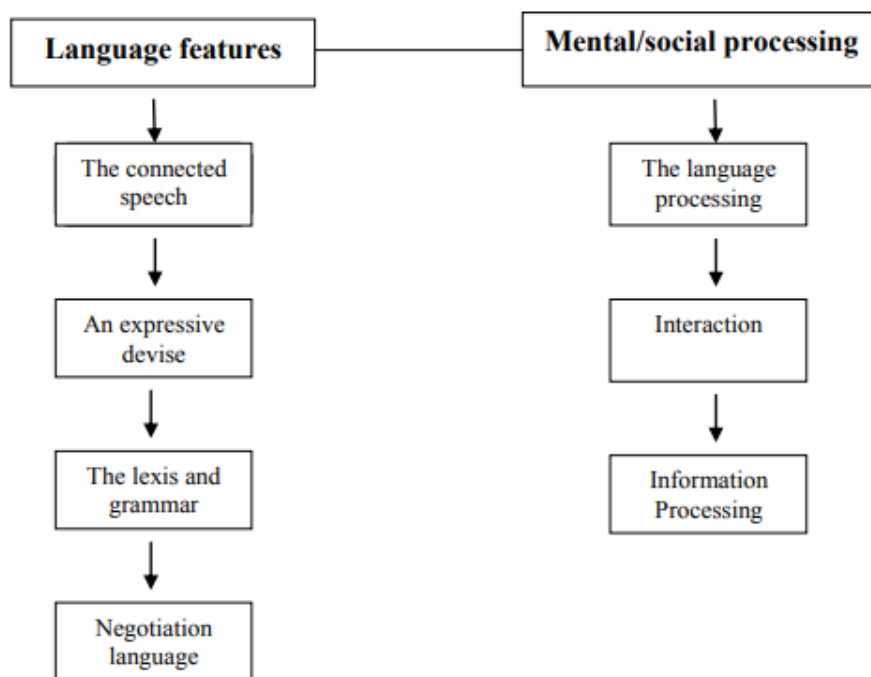 Language features
The connected
speech
An expressive
devise
The lexis and
grammar
Negotiation
language
Mental/social processing
The language
processing
Interaction
Information
Processing